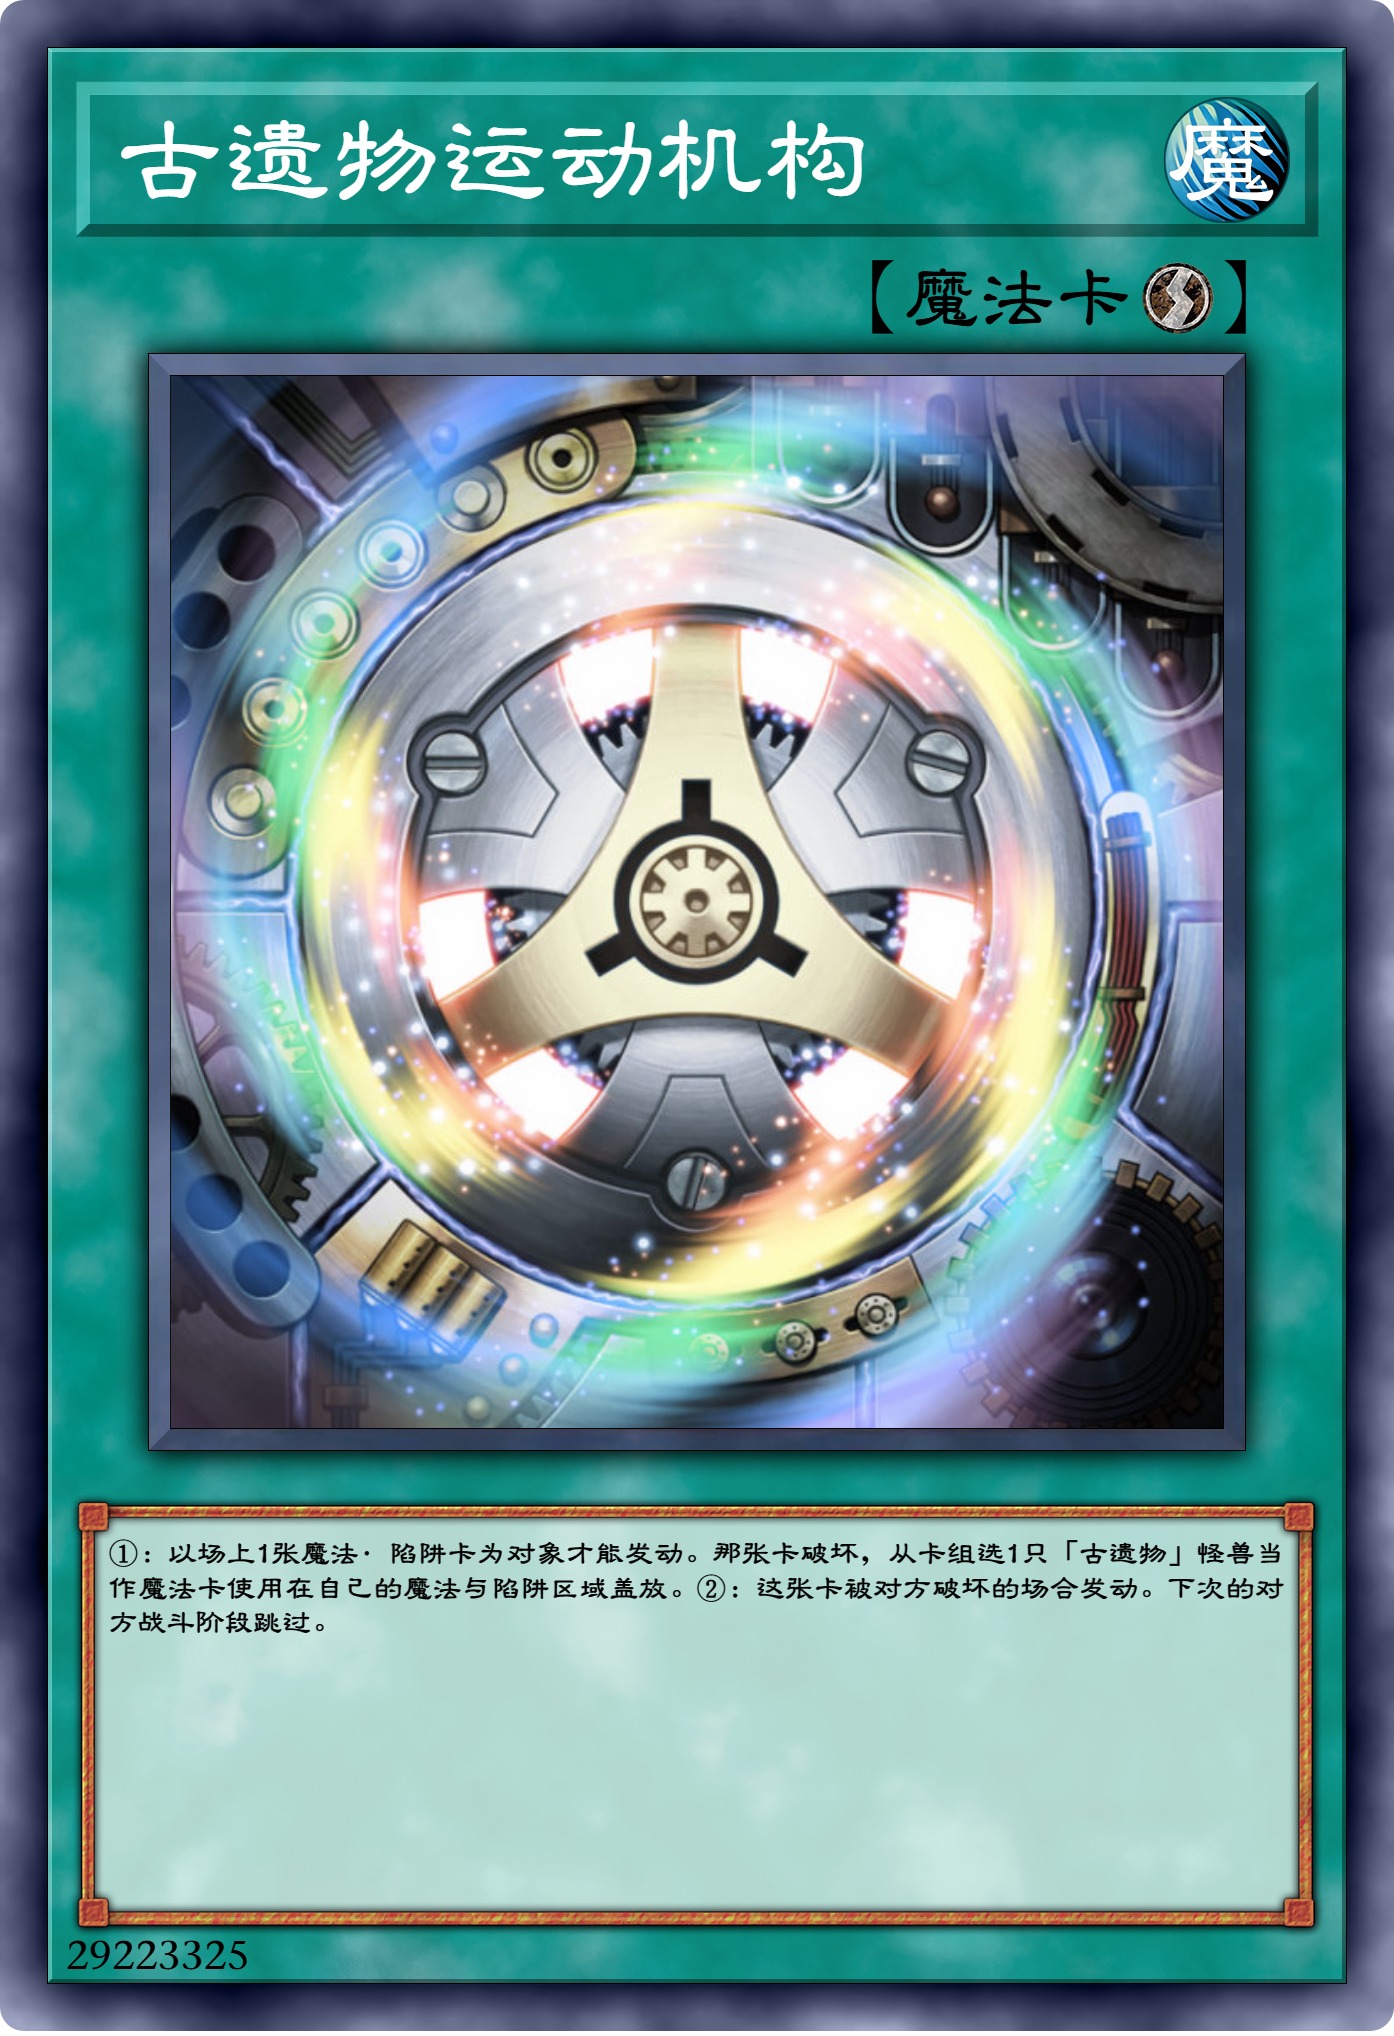 古遗物运动机构
魔
【魔法卡】
①：以场上1张魔法·陷阱卡为对象才能发动。那张卡破坏，从卡组选1只「古遗物」怪兽当
作魔法卡使用在自己的魔法与陷阱区域盖放。②：这张卡被对方破坏的场合发动。下次的对
方战斗阶段跳过。
29223325